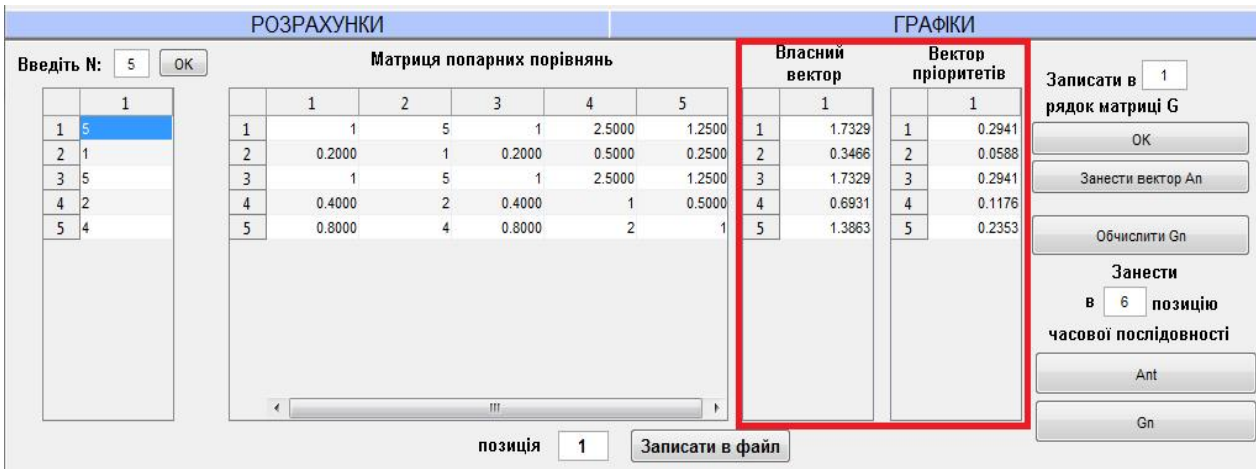 РОЗРАХУНКИ ГРАФІКИ
Введіть N: 5 OK
Матриця попарних порівнянь
Власний вектор
Вектор пріоритетів
1
1 5
2 1
3 5
4 2
5 4
1 2 3 4 5
1 1 5 1 2.5000 1.2500
2 0.2000 1 0.2000 0.5000 0.2500
3 1 5 1 2.5000 1.2500
4 0.4000 2 0.4000 1 0.5000
5 0.8000 4 0.8000 2 1
1
1 1.7329
2 0.3466
3 1.7329
4 0.6931
5 1.3863
1
1 0.2941
2 0.0588
3 0.2941
4 0.1176
5 0.2353
Записати в 1
рядок матриці G
OK
Занести вектор An
Обчислити Gn
Занести
в 6 позицію
часової послідовності
Ant
Gn
позиція 1 Записати в файл